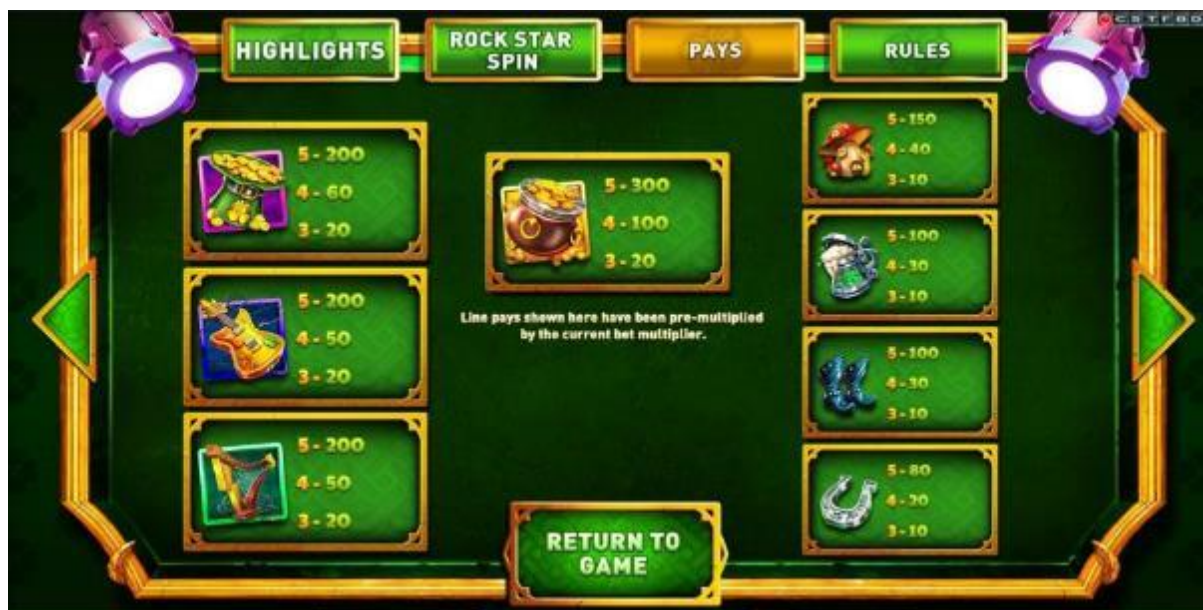 CSTFBD
HIGHLIGHTS
ROCK STAR
SPIN
PAYS
RULES
5-200
4-60
3-20
5-200
4-50
3-20
5-200
4-50
3-20
5-300
4-100
3-20
Line pays shown here have been pre-multiplied
by the current bet multiplier.
5-150
4-40
3-10
5-100
4-30
3-10
5-100
4-30
3-10
5-80
4-20
3-10
RETURN TO
GAME